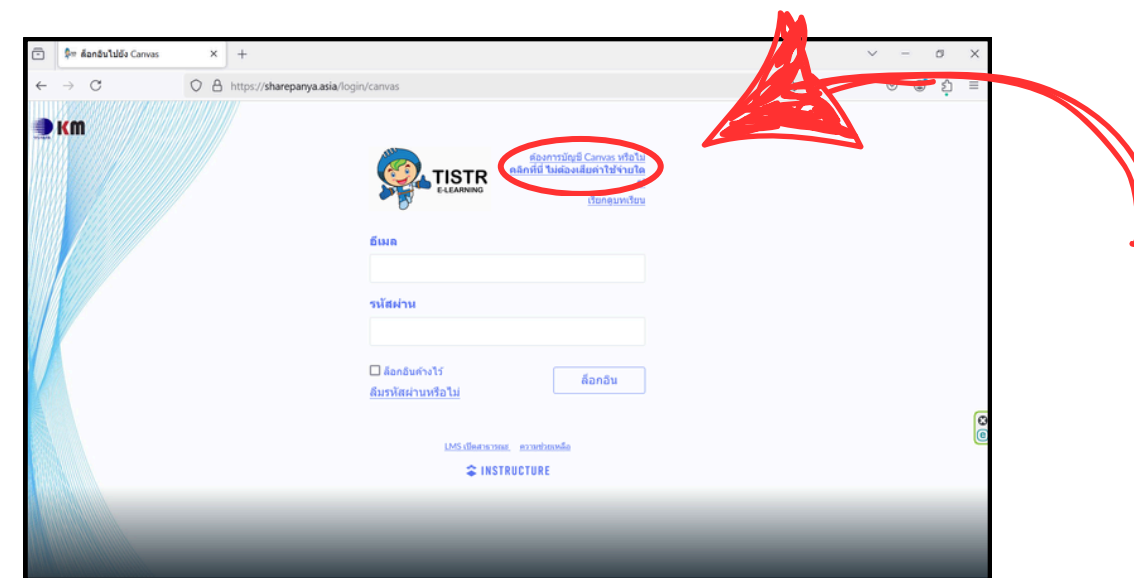 ล็อกอินไปยัง Canvas
https://sharepanya.asia/login/canvas
KM
TISTR
E-LEARNING
ต้องการบัญชี Canvas หรือไม่
คลิกที่นี่ ไม่ต้องเสียค่าใช้จ่ายใด
ๆ!
เรียกดูบทเรียน
อีเมล
รหัสผ่าน
ล็อกอินค้างไว้
ล็อกอิน
ลืมรหัสผ่านหรือไม่
LMS เปิดสาธารณะ ความช่วยเหลือ
INSTRUCTURE